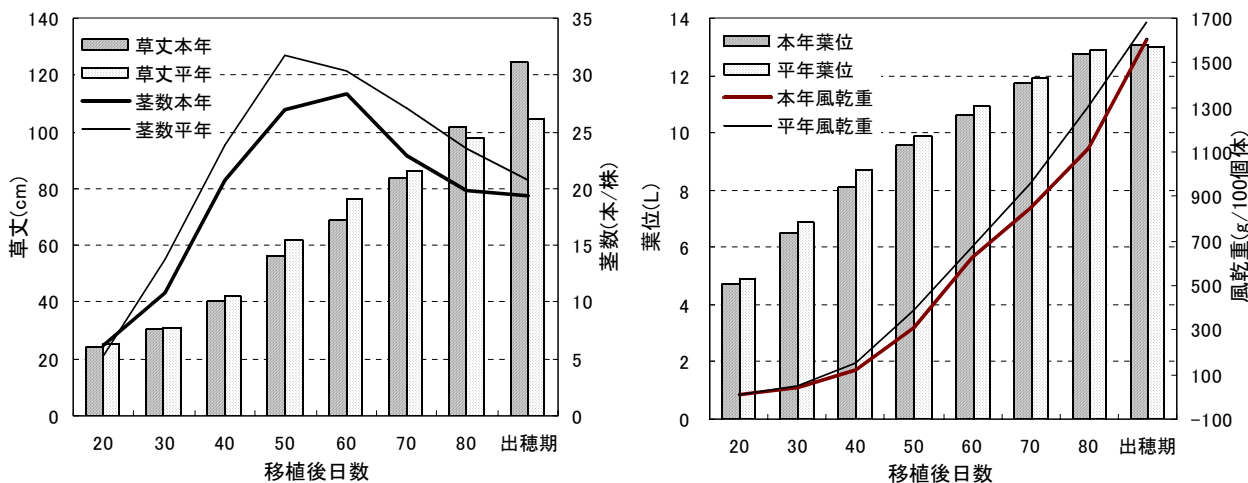 140
120
100
80
60
40
20
0
草丈(cm)
草丈本年
草丈平年
茎数本年
茎数平年
35
30
25
20
15
10
5
0
茎数(本/株)
20 30 40 50 60 70 80 出穂期
移植後日数
14
12
10
8
6
4
2
0
葉位(L)
本年葉位
平年葉位
本年風乾重
平年風乾重
1700
1500
1300
1100
900
700
500
300
100
-100
風乾重(g/100個体)
20 30 40 50 60 70 80 出穂期
移植後日数